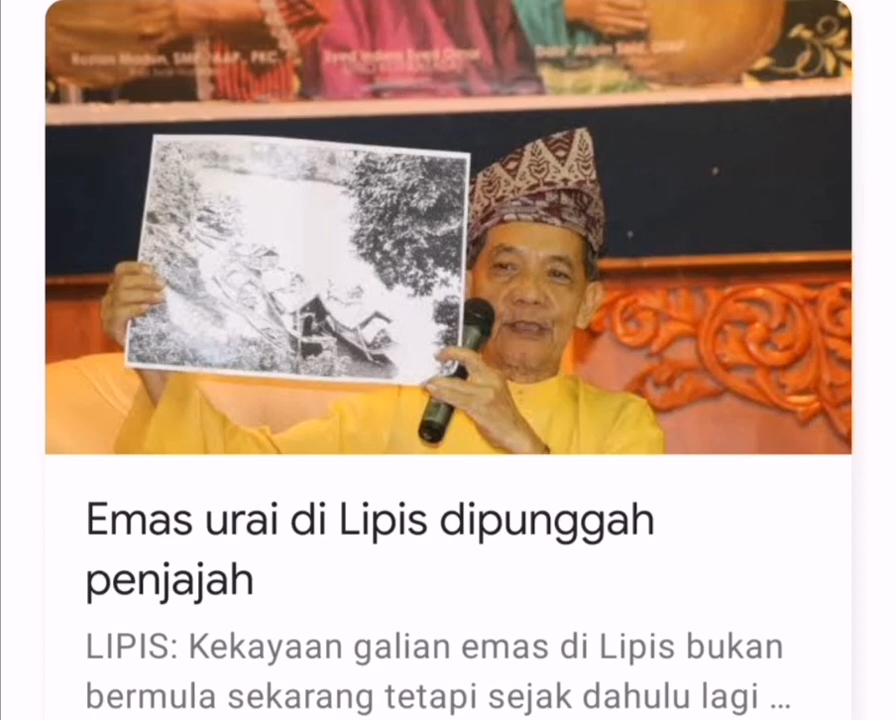 Emas urai di Lipis dipunggah
penjajah
LIPIS: Kekayaan galian emas di Lipis bukan
bermula sekarang tetapi sejak dahulu lagi ...